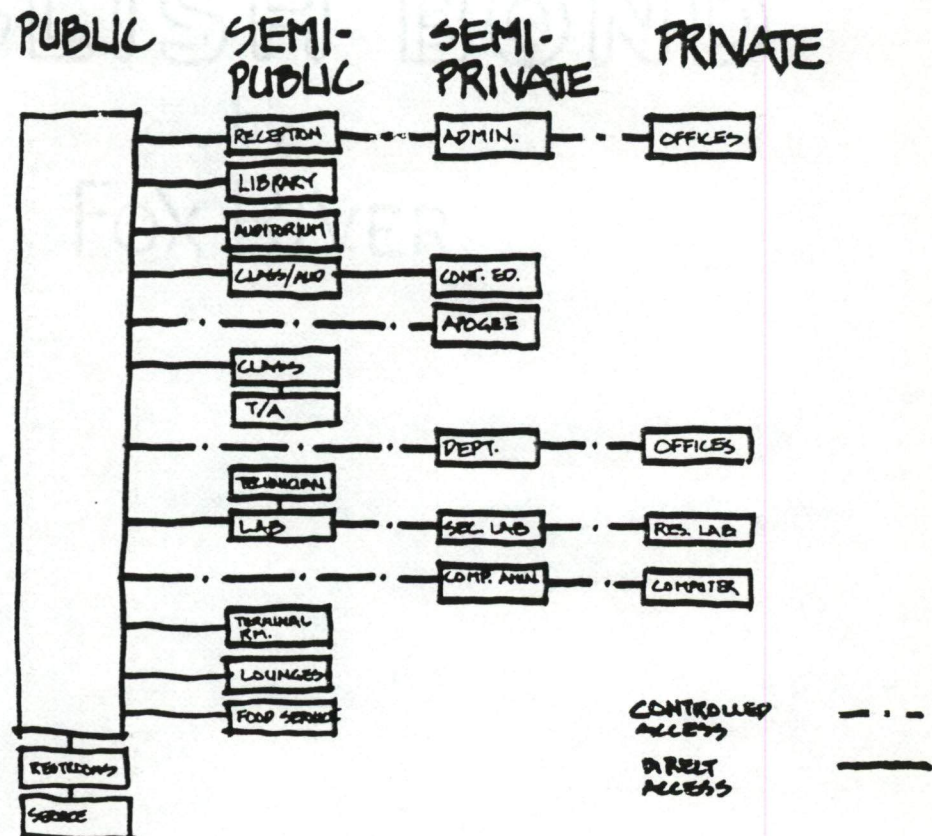 PUBLIC
SEMI-
PUBLIC
SEMI-
PRIVATE
PRIVATE
RECEPTION
ADMIN.
OFFICES
LIBRARY
AUDITORIUM
CLASS/AUD
CONT. ED.
APOGEE
CLASS
T/A
DEPT.
OFFICES
TECHNICIAN
LAB
SEC. LAB
RES. LAB
COMP.
COMPUTER
TERMINAL
RM.
LOUNGES
FOOD SERVICE
RESTROOMS
SERVICE
CONTROLLED
ACCESS
DIRECT
ACCESS